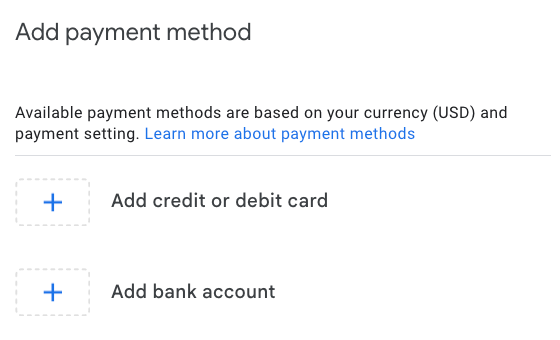 Add payment method
Available payment methods are based on your currency (USD) and
payment setting. Learn more about payment methods
Add credit or debit card
Add bank account